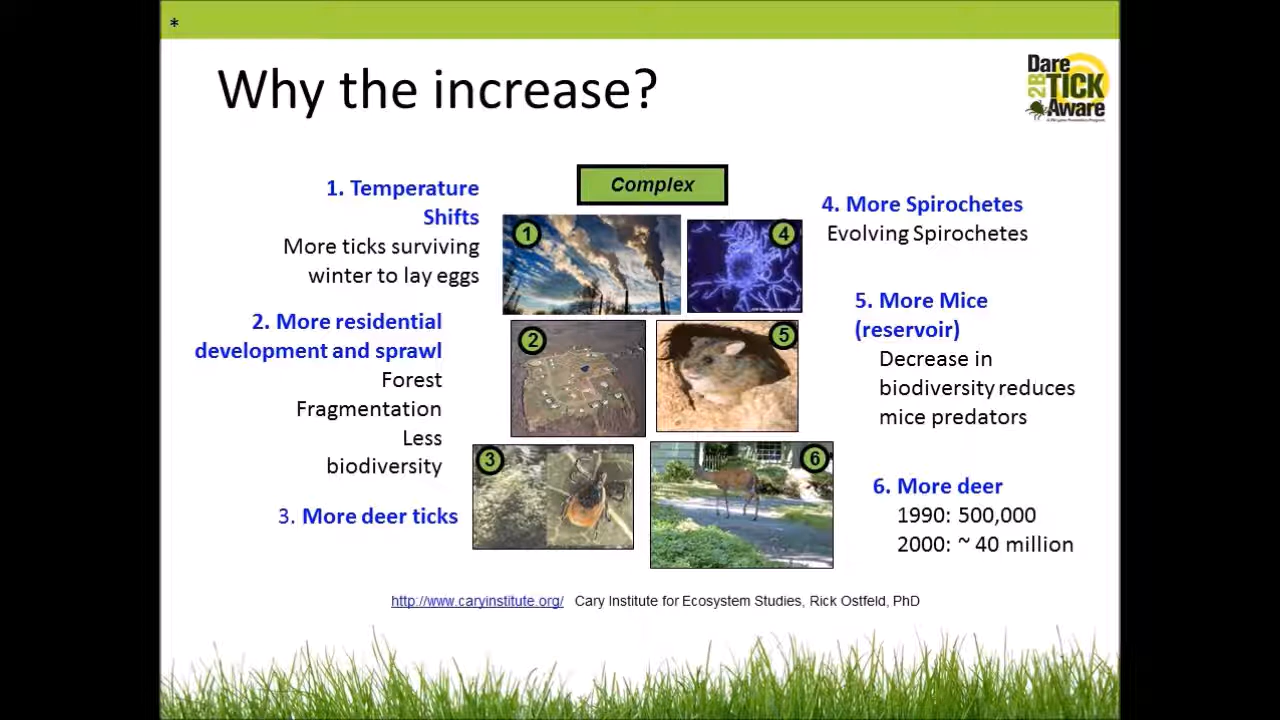 *
Why the increase?
Dare
2B
TICK
Aware
Complex
1. Temperature
Shifts
More ticks surviving
winter to lay eggs
2. More residential
development and sprawl
Forest
Fragmentation
Less
biodiversity
3. More deer ticks
1
4
2
5
3
6
4. More Spirochetes
Evolving Spirochetes
5. More Mice
(reservoir)
Decrease in
biodiversity reduces
mice predators
6. More deer
1990: 500,000
2000: ~ 40 million
http://www.caryinstitute.org/ Cary Institute for Ecosystem Studies, Rick Ostfeld, PhD